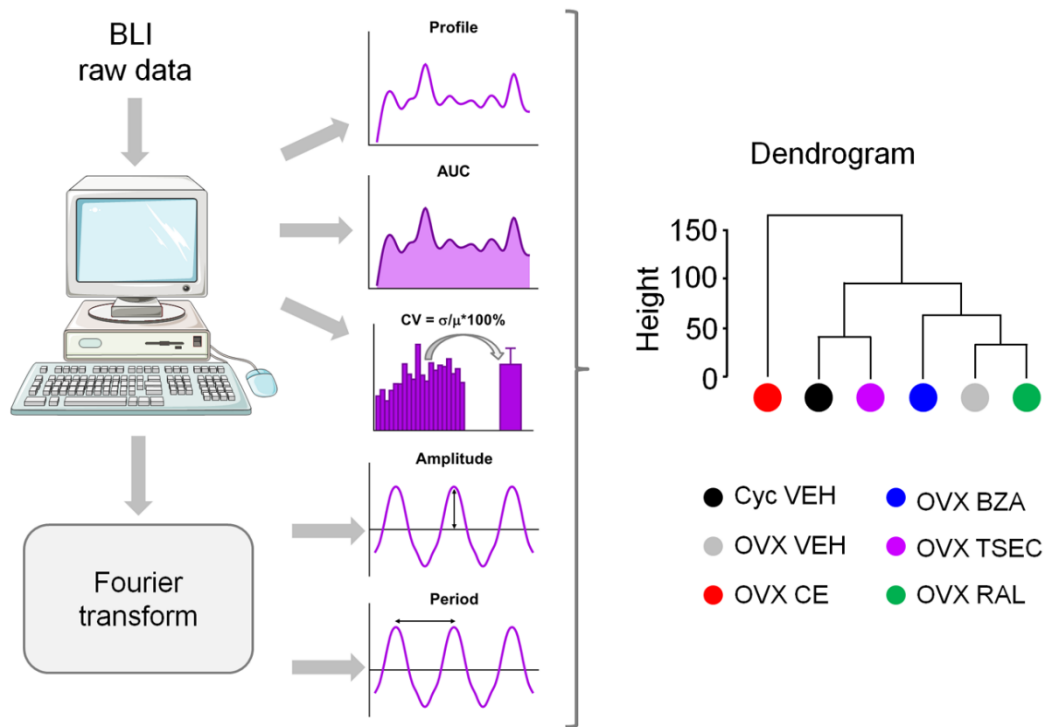 BLI
raw data
Fourier
transform
Profile
AUC
CV = σ/μ*100%
Amplitude
Period
Dendrogram
Height
150
100
50
0
Cyc VEH
OVX VEH
OVX CE
OVX BZA
OVX TSEC
OVX RAL